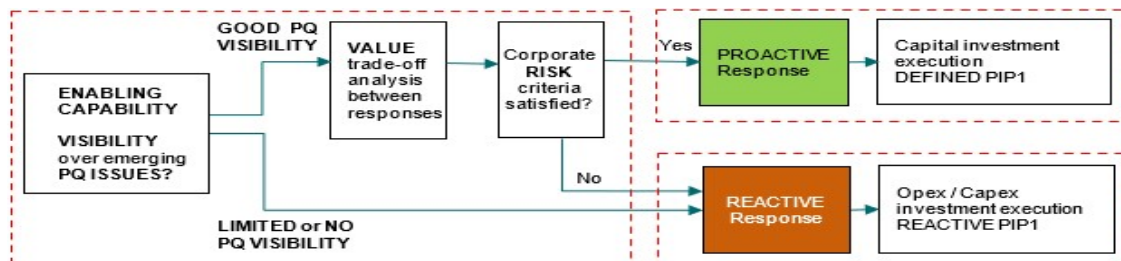 ENABLING
CAPABILITY
VISIBILITY
over emerging
PQ ISSUES?
GOOD PQ
VISIBILITY
LIMITED or NO
PQ VISIBILITY
VALUE
trade-off
analysis
between
responses
Corporate
RISK
criteria
satisfied?
Yes
No
PROACTIVE
Response
Capital investment
execution
DEFINED PIP1
REACTIVE
Response
Opex / Capex
investment execution
REACTIVE PIP1